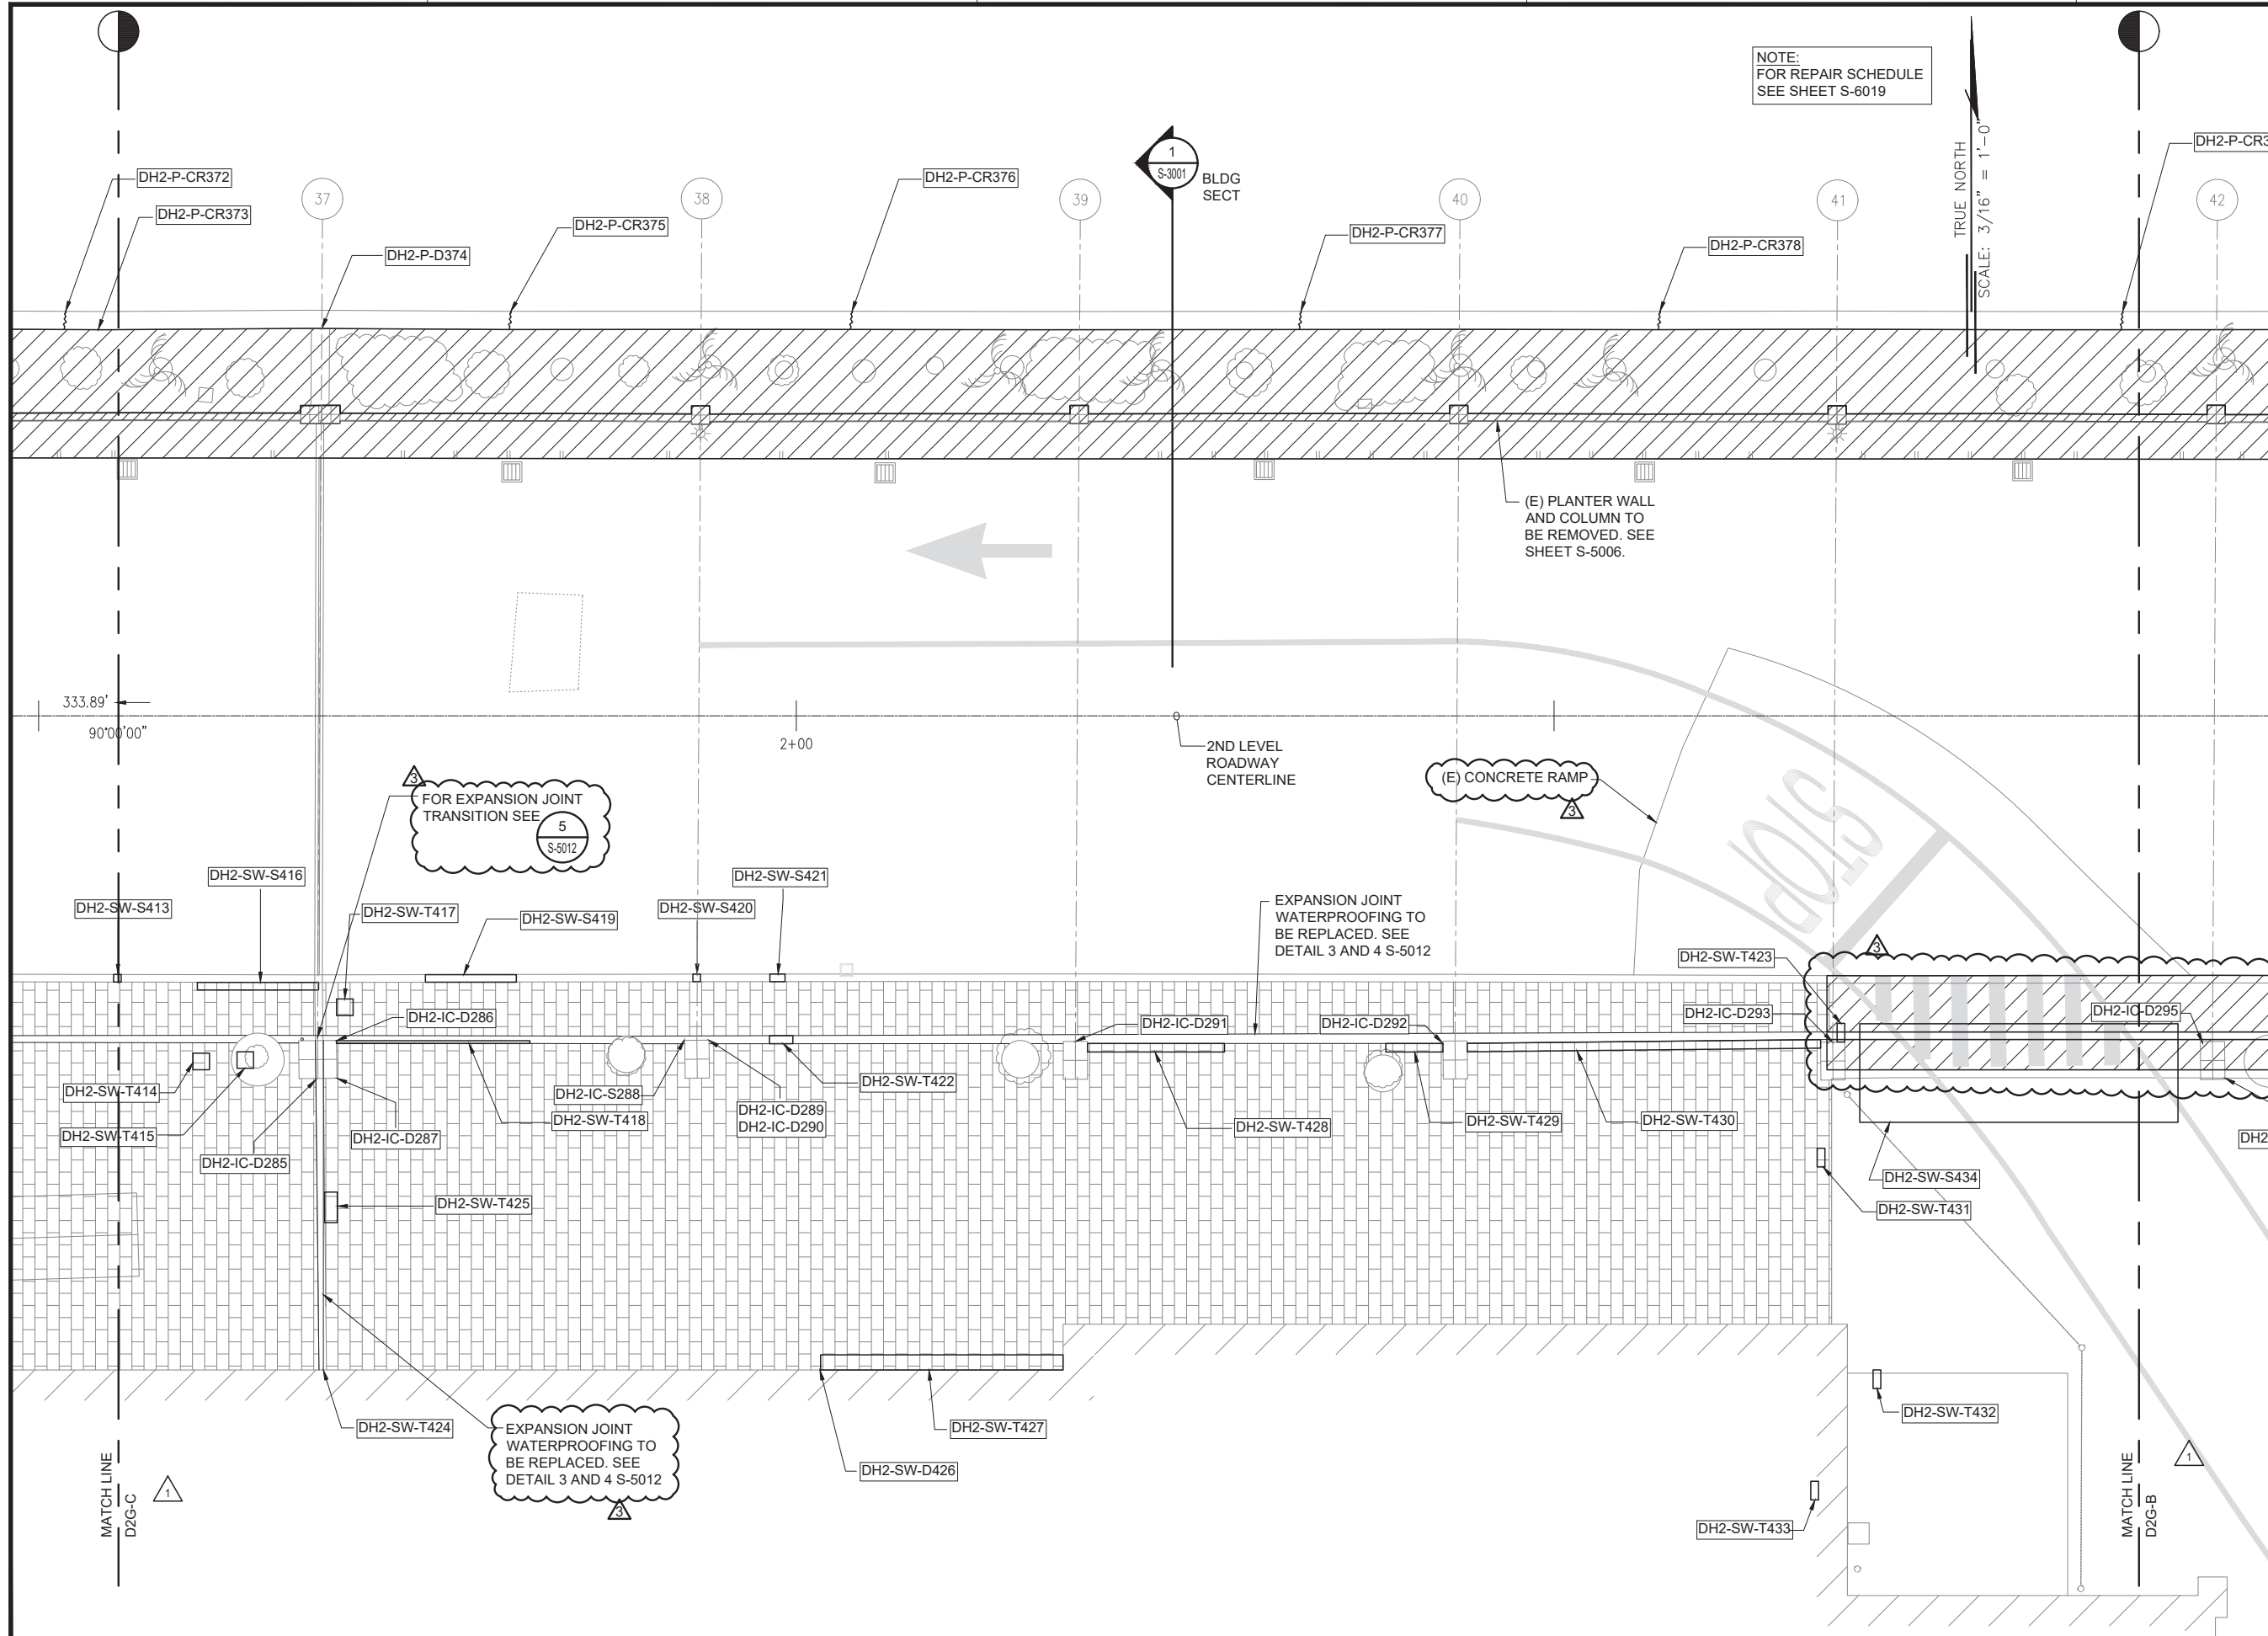 NOTE:
FOR REPAIR SCHEDULE
SEE SHEET S-6019
TRUE NORTH
SCALE: 3/16" = 1'-0"
1
S-3001
BLDG
SECT
DH2-P-CR372
DH2-P-CR373
37
DH2-P-D374
DH2-P-CR375
38
DH2-P-CR376
39
DH2-P-CR377
40
DH2-P-CR378
41
42
(E) PLANTER WALL
AND COLUMN TO
BE REMOVED. SEE
SHEET S-5006.
333.89'
90°00'00"
2+00
2ND LEVEL
ROADWAY
CENTERLINE
3
FOR EXPANSION JOINT
TRANSITION SEE
5
S-5012
(E) CONCRETE RAMP
3
STOP
DH2-SW-S413
DH2-SW-S416
DH2-SW-T417
DH2-SW-S419
DH2-SW-S420
DH2-SW-S421
EXPANSION JOINT
WATERPROOFING TO
BE REPLACED. SEE
DETAIL 3 AND 4 S-5012
DH2-SW-T423
3
DH2-IC-D286
DH2-IC-D291
DH2-IC-D292
DH2-IC-D293
DH2-IC-D295
DH2-SW-T414
DH2-SW-T415
DH2-IC-D285
DH2-IC-D287
DH2-IC-S288
DH2-SW-T418
DH2-IC-D289
DH2-IC-D290
DH2-SW-T422
DH2-SW-T428
DH2-SW-T429
DH2-SW-T430
DH2-SW-S434
DH2-SW-T431
DH2-SW-T425
DH2-SW-T424
EXPANSION JOINT
WATERPROOFING TO
BE REPLACED. SEE
DETAIL 3 AND 4 S-5012
3
DH2-SW-T427
DH2-SW-D426
DH2-SW-T432
DH2-SW-T433
MATCH LINE
D2G-C
1
MATCH LINE
D2G-B
1